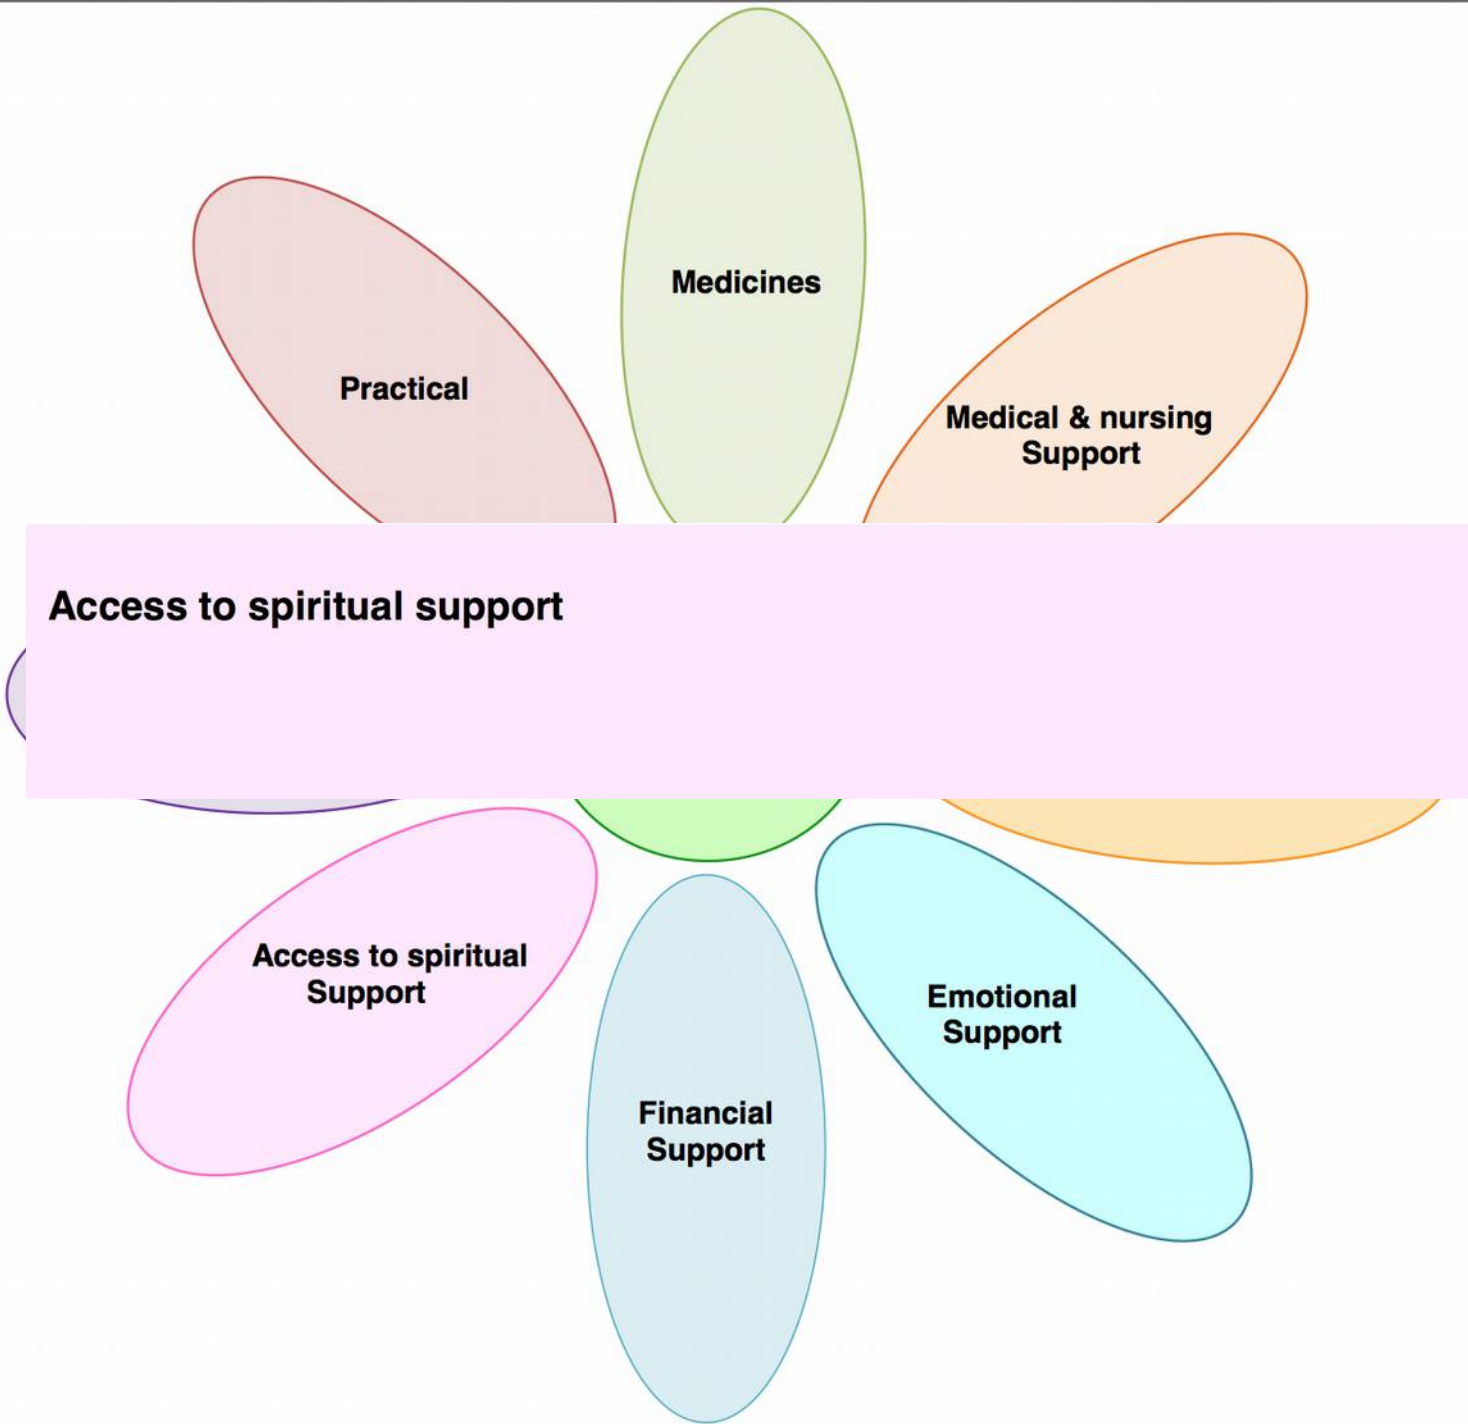 Medicines
Practical
Medical & nursing
Support
Access to spiritual support
Access to spiritual
Support
Emotional
Support
Financial
Support